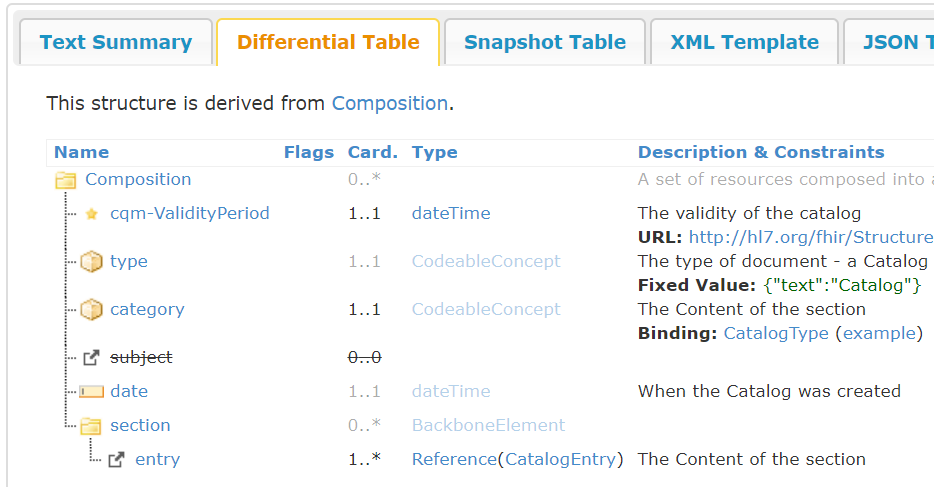 Text Summary Differential Table Snapshot Table XML Template JSON T
This structure is derived from Composition.
Name Flags Card. Type Description & Constraints
Composition 0..* A set of resources composed into a
cqm-ValidityPeriod 1..1 dateTime The validity of the catalog
URL: http://hl7.org/fhir/Structure
type 1..1 CodeableConcept The type of document - a Catalog
Fixed Value: {"text":"Catalog"}
category 1..1 CodeableConcept The Content of the section
Binding: CatalogType (example)
subject 0..0
date 1..1 dateTime When the Catalog was created
section 0..* BackboneElement
entry 1..* Reference(CatalogEntry) The Content of the section